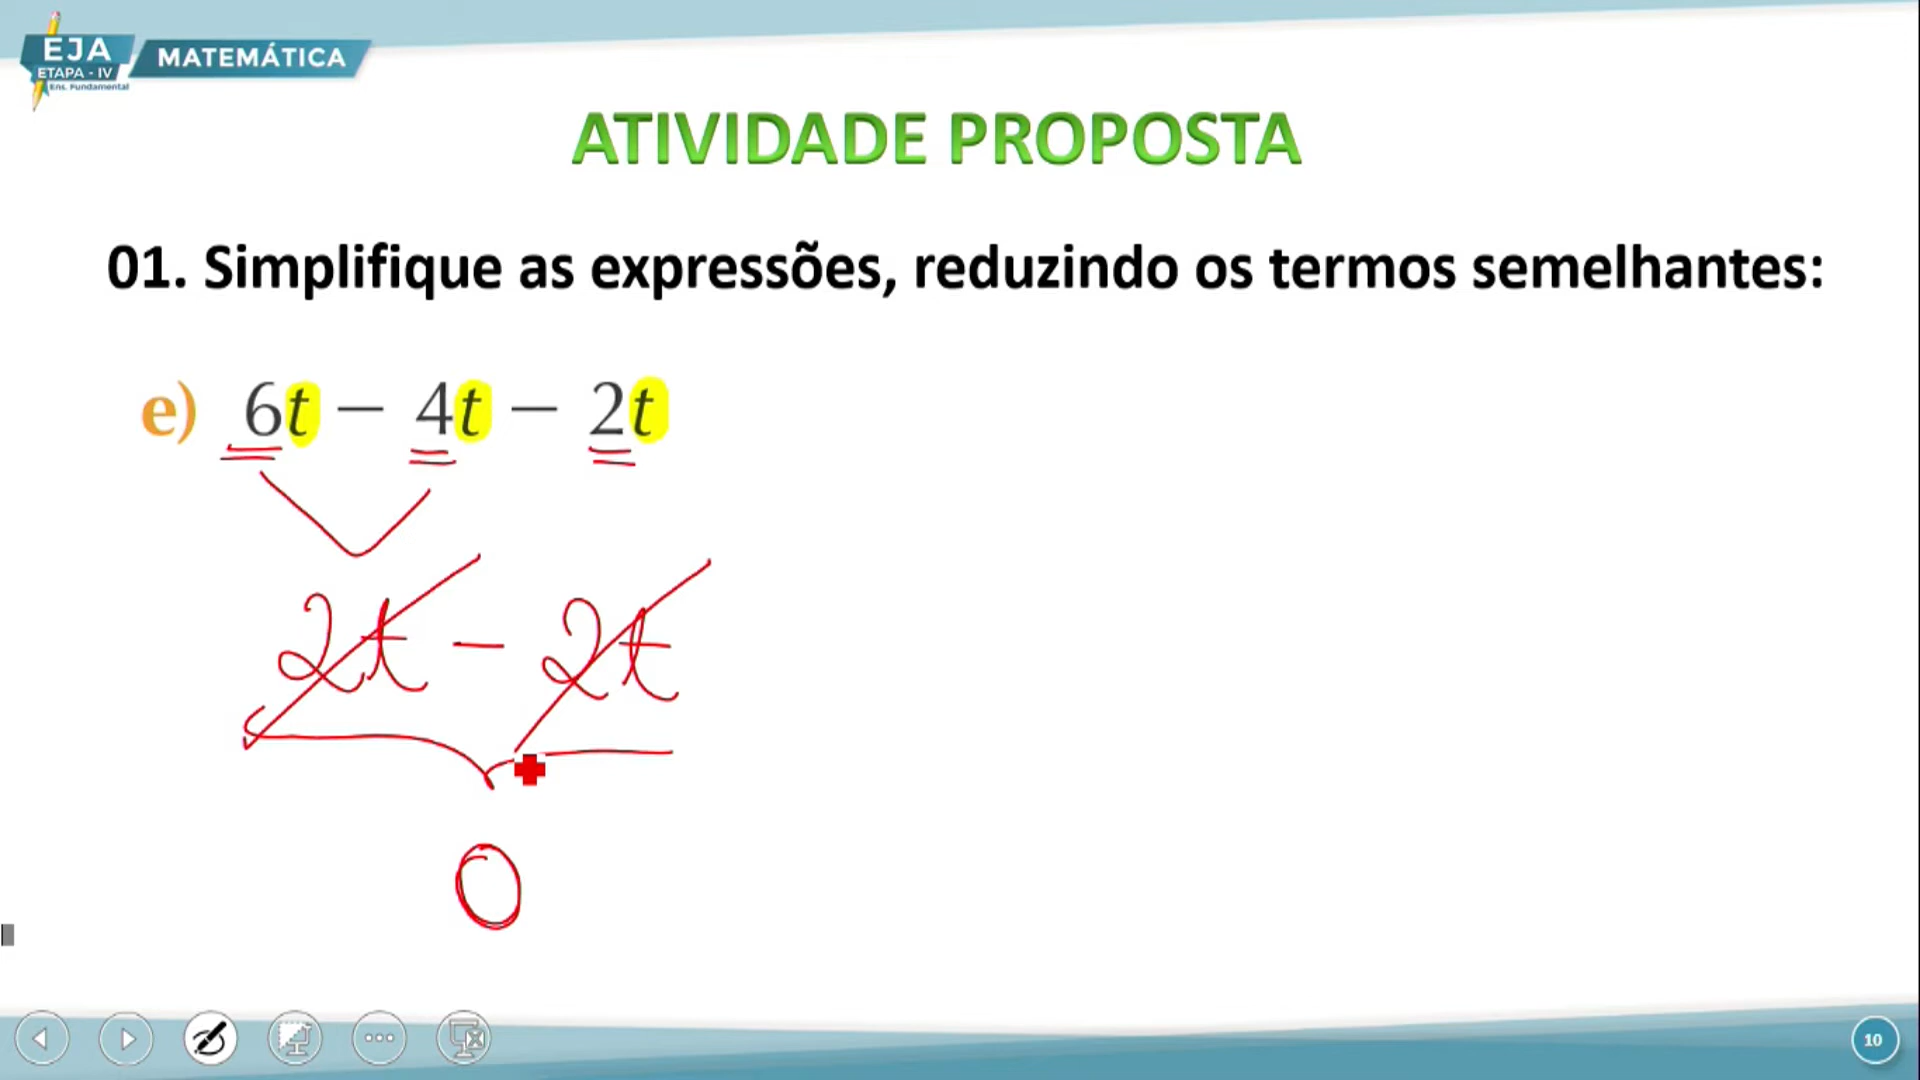 EJA
ETAPA - IV
Ens. Fundamental
MATEMÁTICA
ATIVIDADE PROPOSTA
01. Simplifique as expressões, reduzindo os termos semelhantes:
e) 6t − 4t − 2t
2t − 2t
0
10